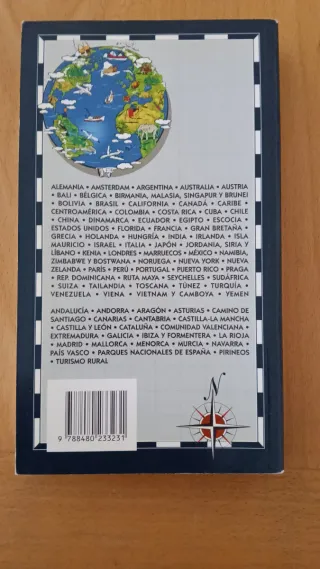 ALEMANIA • AMSTERDAM • ARGENTINA • AUSTRALIA • AUSTRIA
• BALI • BÉLGICA • BIRMANIA, MALASIA, SINGAPUR Y BRUNEI
• BOLIVIA • BRASIL • CALIFORNIA • CANADÁ • CARIBE
CENTROAMÉRICA • COLOMBIA • COSTA RICA • CUBA • CHILE
• CHINA • DINAMARCA • ECUADOR • EGIPTO • ESCOCIA •
ESTADOS UNIDOS • FLORIDA • FRANCIA • GRAN BRETAÑA •
GRECIA • HOLANDA • HUNGRÍA • INDIA • IRLANDA • ISLA
MAURICIO • ISRAEL • ITALIA • JAPÓN • JORDANIA, SIRIA Y
LÍBANO • KENIA • LONDRES • MARRUECOS • MÉXICO • NAMIBIA,
ZIMBABWE Y BOSTWANA • NORUEGA • NUEVA YORK • NUEVA
ZELANDA • PARÍS • PERÚ • PORTUGAL • PUERTO RICO • PRAGA
• REP. DOMINICANA • RUTA MAYA • SEYCHELLES • SUDÁFRICA
• SUIZA • TAILANDIA • TOSCANA • TÚNEZ • TURQUÍA •
VENEZUELA • VIENA • VIETNAM Y CAMBOYA • YEMEN
ANDALUCÍA • ANDORRA • ARAGÓN • ASTURIAS • CAMINO DE
SANTIAGO • CANARIAS • CANTABRIA • CASTILLA-LA MANCHA
• CASTILLA Y LEÓN • CATALUÑA • COMUNIDAD VALENCIANA •
EXTREMADURA • GALICIA • IBIZA Y FORMENTERA • LA RIOJA
• MADRID • MALLORCA • MENORCA • MURCIA • NAVARRA •
PAÍS VASCO • PARQUES NACIONALES DE ESPAÑA • PIRINEOS
• TURISMO RURAL
N
9 788480 233231